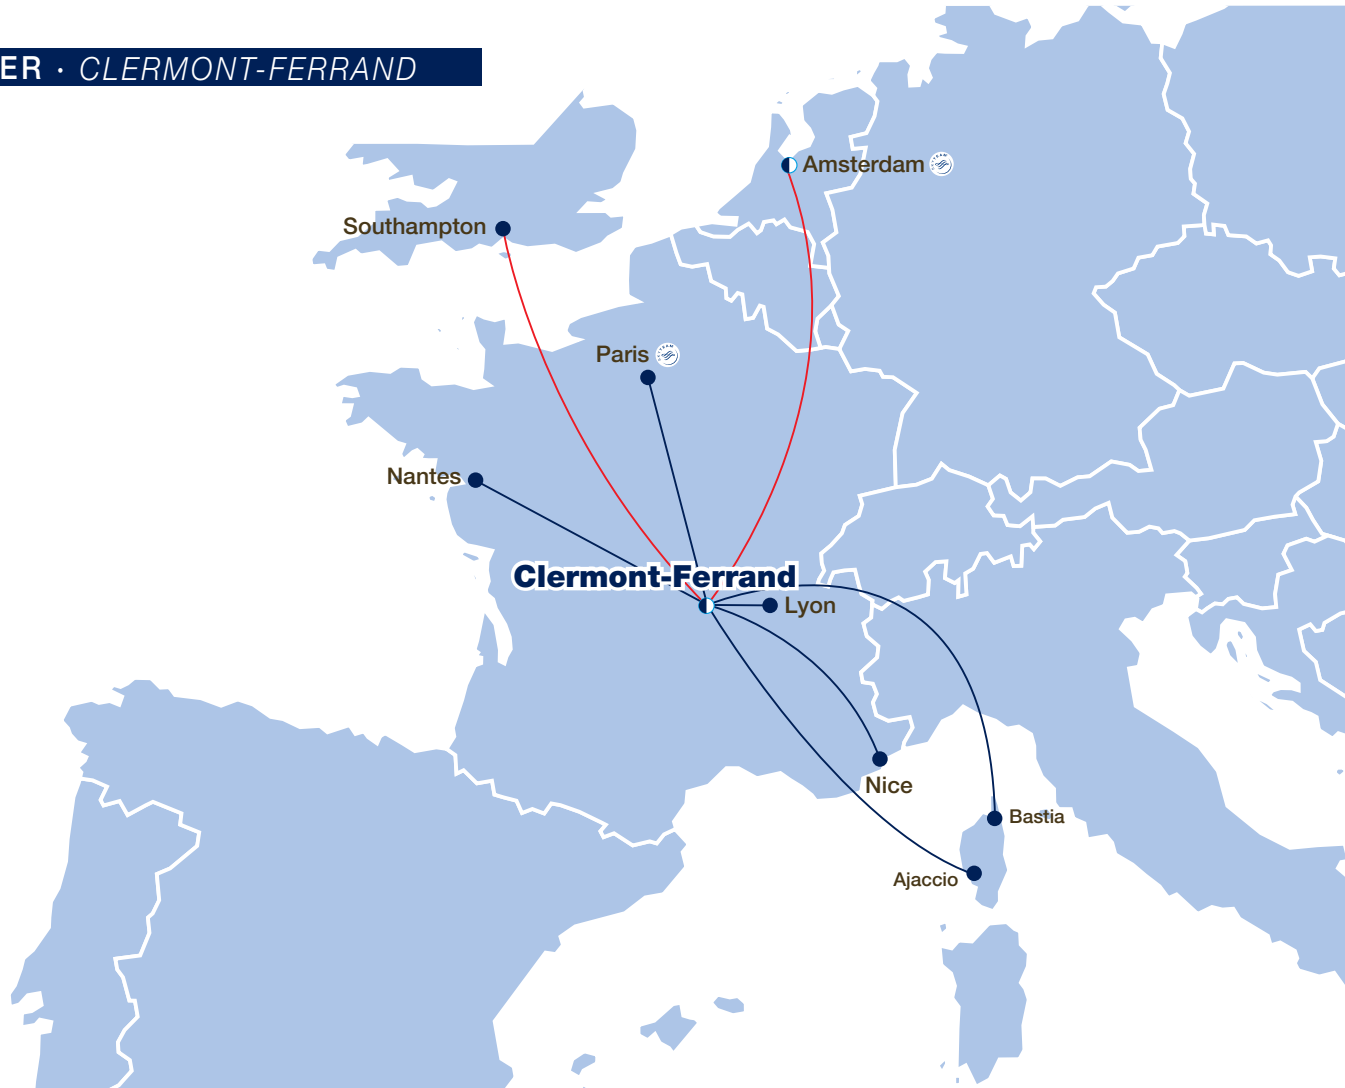 ER · CLERMONT-FERRAND
Amsterdam
Southampton
Paris
Nantes
Clermont-Ferrand
Lyon
Nice
Bastia
Ajaccio